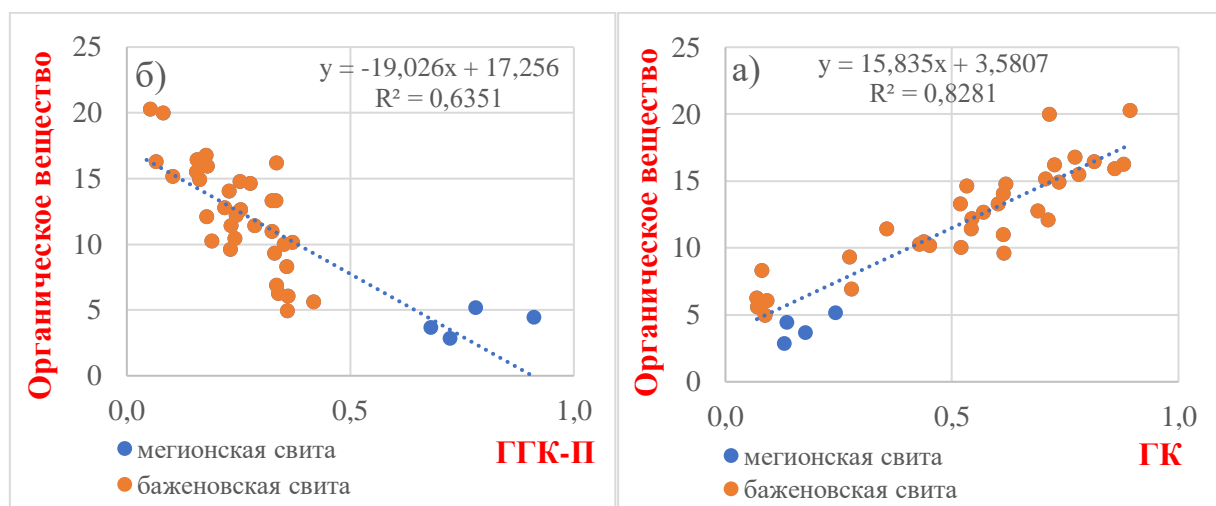 Органическое вещество
25
20
15
10
5
0
б)
y = -19,026x + 17,256
R² = 0,6351
0,0
0,5
1,0
ГГК-П
мегионская свита
баженовская свита
Органическое вещество
25
20
15
10
5
0
а)
y = 15,835x + 3,5807
R² = 0,8281
0,0
0,5
1,0
ГК
мегионская свита
баженовская свита